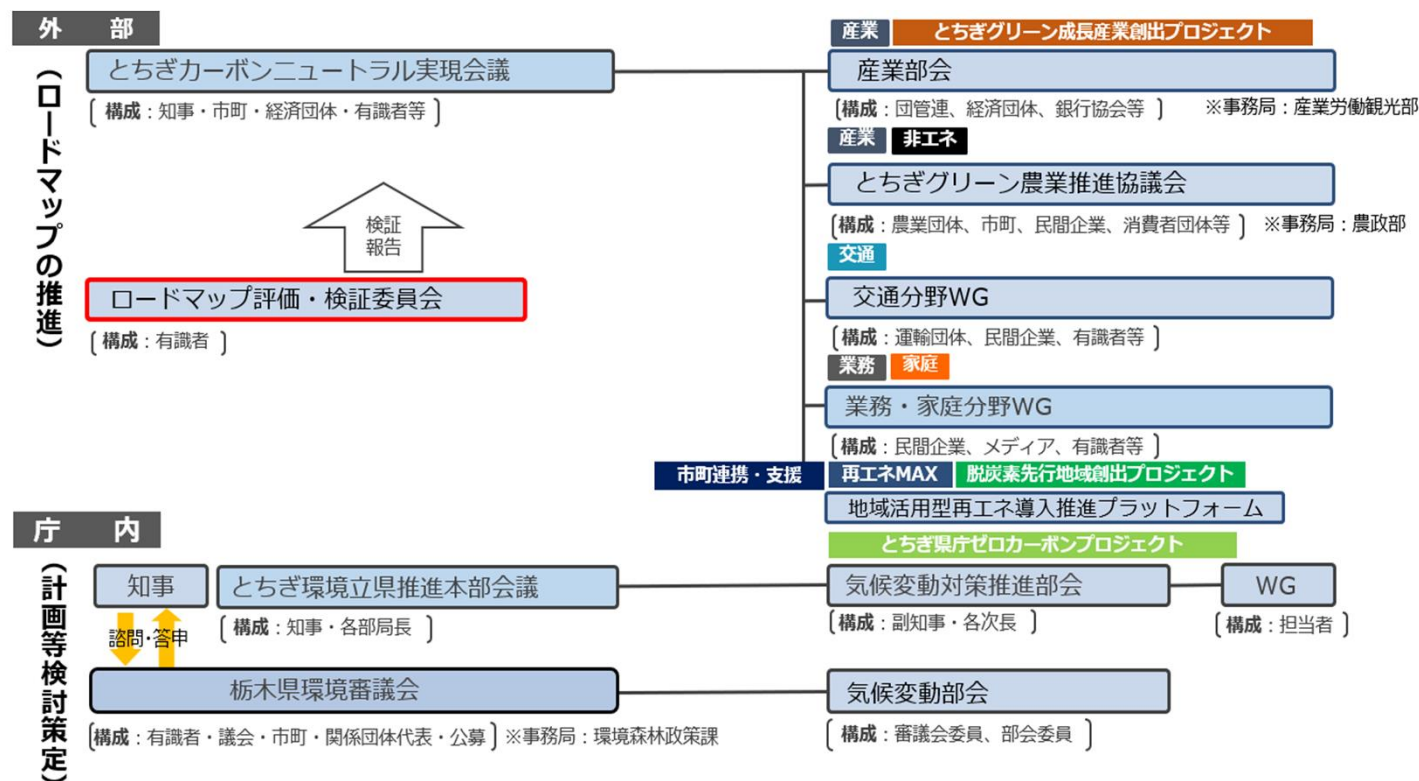 外 部
(ロードマップの推進)
とちぎカーボンニュートラル実現会議
〔 構成：知事・市町・経済団体・有識者等 〕
検証
報告
ロードマップ評価・検証委員会
〔 構成：有識者 〕
産業 とちぎグリーン成長産業創出プロジェクト
産業部会
〔構成：団管連、経済団体、銀行協会等 〕 ※事務局：産業労働観光部
産業 非エネ
とちぎグリーン農業推進協議会
〔構成：農業団体、市町、民間企業、消費者団体等 〕 ※事務局：農政部
交通
交通分野WG
〔構成：運輸団体、民間企業、有識者等 〕
業務 家庭
業務・家庭分野WG
〔構成：民間企業、メディア、有識者等 〕
市町連携・支援 再エネMAX 脱炭素先行地域創出プロジェクト
地域活用型再エネ導入推進プラットフォーム
庁 内
(計画等検討策定)
とちぎ県庁ゼロカーボンプロジェクト
知事 とちぎ環境立県推進本部会議 気候変動対策推進部会 WG
〔 構成：知事・各部局長 〕 〔構成：副知事・各次長 〕 〔構成：担当者 〕
諮問・答申
栃木県環境審議会 気候変動部会
〔構成：有識者・議会・市町・関係団体代表・公募 〕 ※事務局：環境森林政策課 〔 構成：審議会委員、部会委員 〕